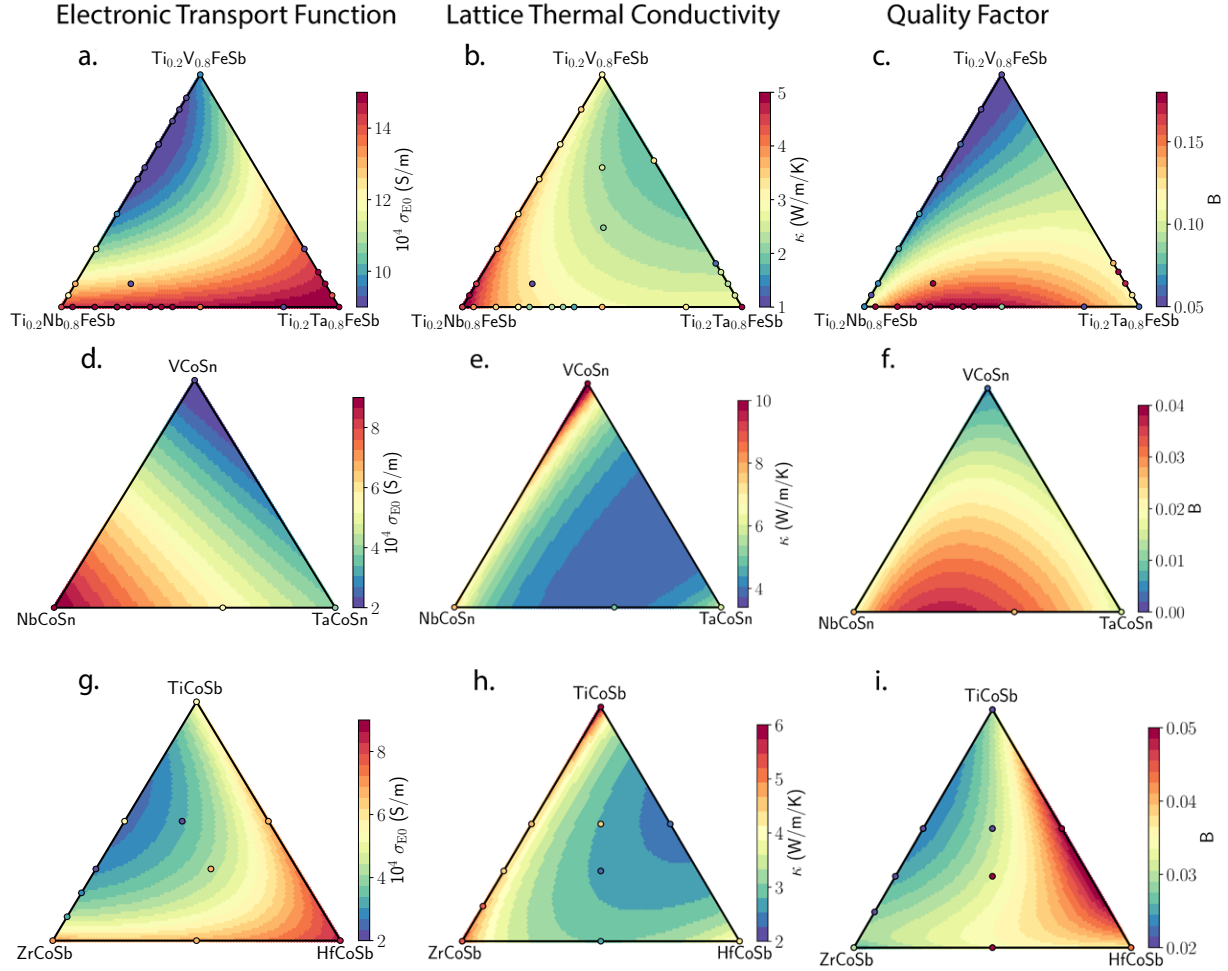 Electronic Transport Function
Lattice Thermal Conductivity
Quality Factor
a.
Ti0.2V0.8FeSb
14
12
10
10^4 σE0 (S/m)
Ti0.2Nb0.8FeSb
Ti0.2Ta0.8FeSb
b.
Ti0.2V0.8FeSb
5
4
3
2
1
κ (W/m/K)
Ti0.2Nb0.8FeSb
Ti0.2Ta0.8FeSb
c.
Ti0.2V0.8FeSb
0.15
0.10
0.05
B
Ti0.2Nb0.8FeSb
Ti0.2Ta0.8FeSb
d.
VCoSn
8
6
4
2
10^4 σE0 (S/m)
NbCoSn
TaCoSn
e.
VCoSn
10
8
6
4
κ (W/m/K)
NbCoSn
TaCoSn
f.
VCoSn
0.04
0.03
0.02
0.01
0.00
B
NbCoSn
TaCoSn
g.
TiCoSb
8
6
4
2
10^4 σE0 (S/m)
ZrCoSb
HfCoSb
h.
TiCoSb
6
5
4
3
2
κ (W/m/K)
ZrCoSb
HfCoSb
i.
TiCoSb
0.05
0.04
0.03
0.02
B
ZrCoSb
HfCoSb